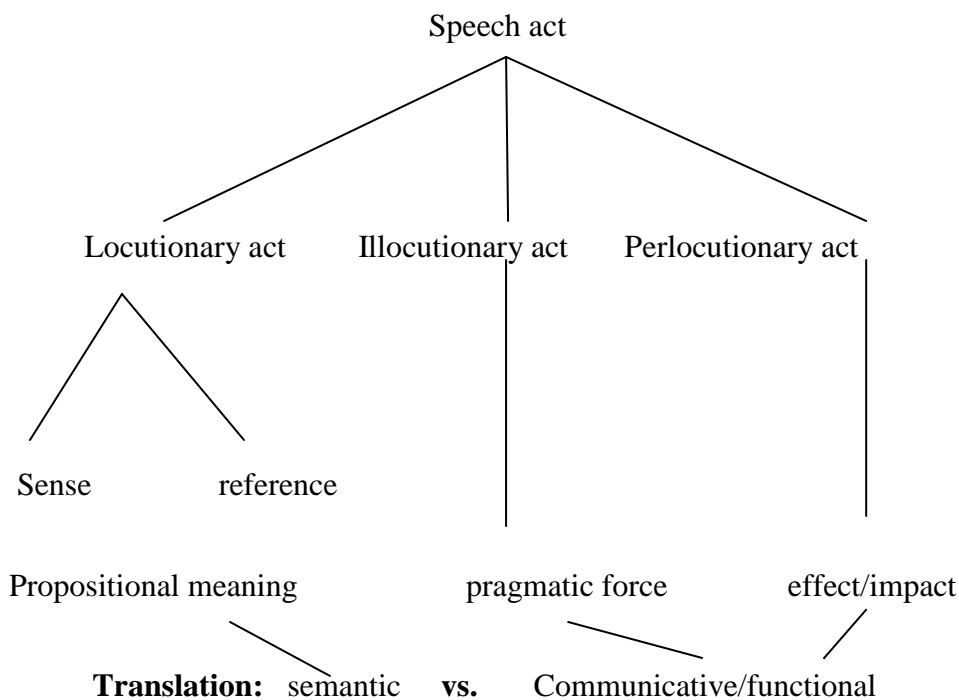 Speech act
Locutionary act Illocutionary act Perlocutionary act
Sense reference
Propositional meaning pragmatic force effect/impact
Translation: semantic vs. Communicative/functional